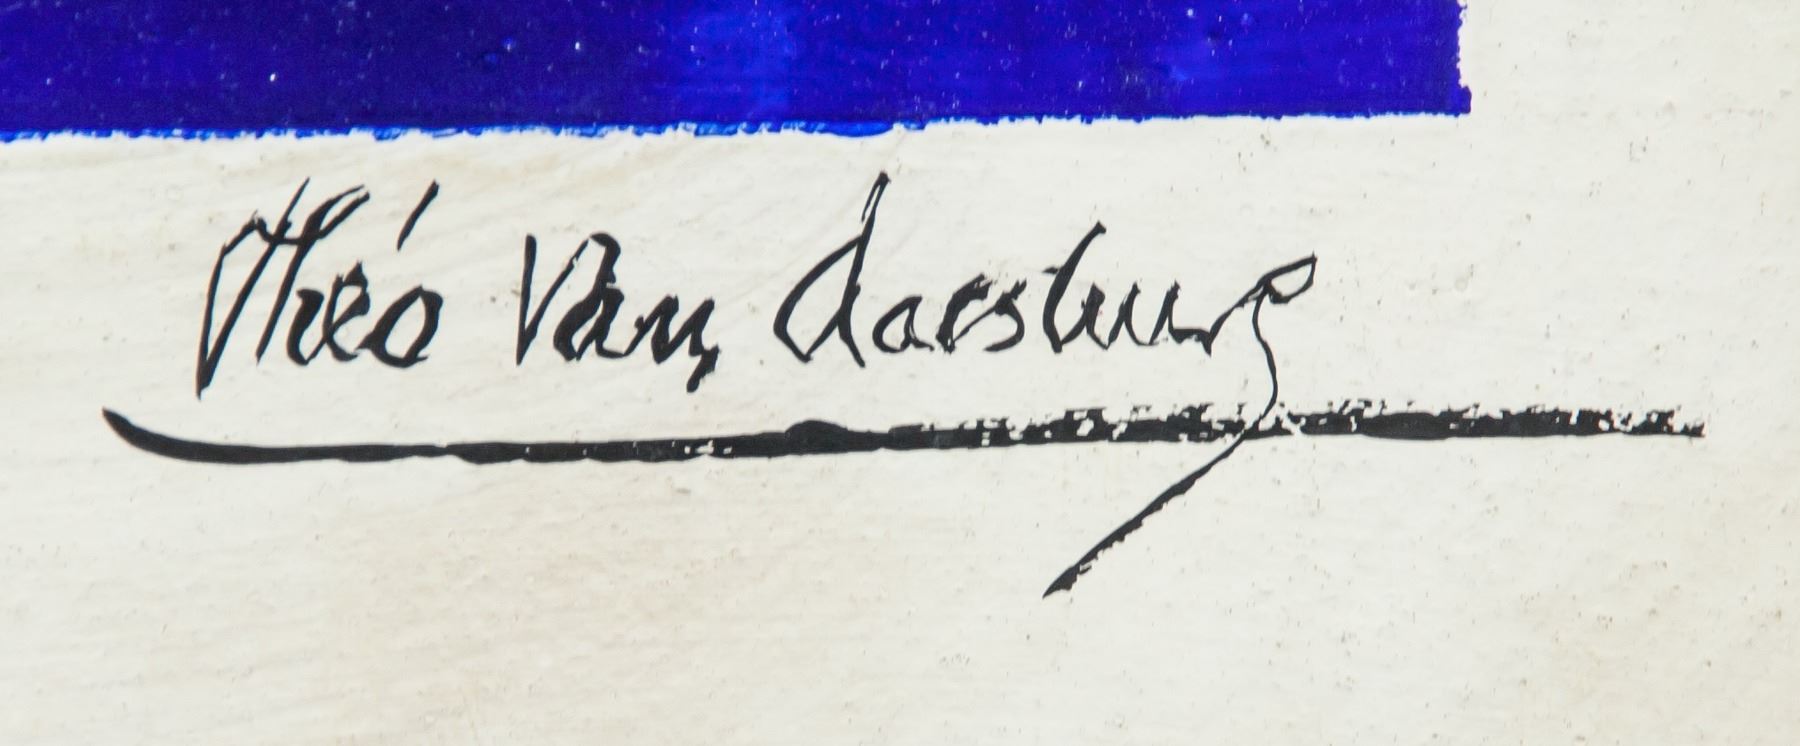 Théo Van doesburg